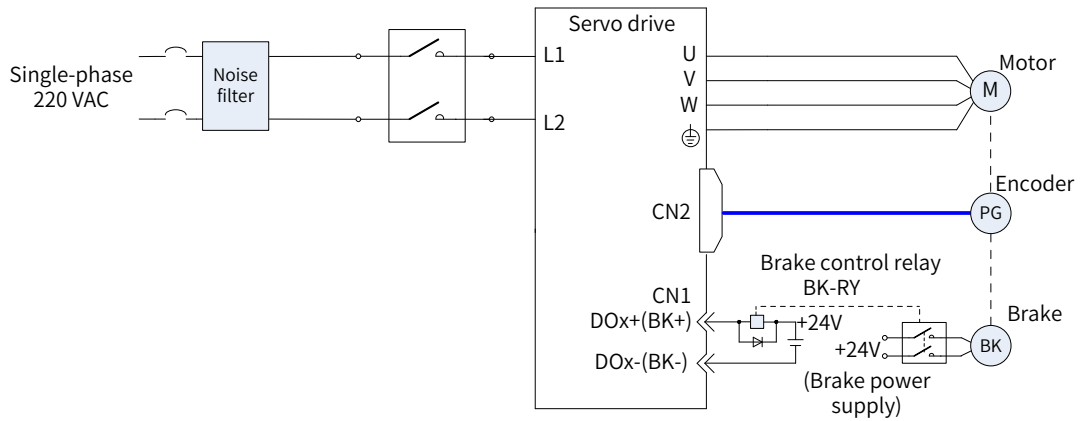 Servo drive
Single-phase
220 VAC
Noise
filter
L1
L2
U
V
W
Motor
M
CN2
Encoder
PG
Brake control relay
BK-RY
CN1
DOx+(BK+)
+24V
DOx-(BK-)
+24V
Brake
BK
(Brake power
supply)